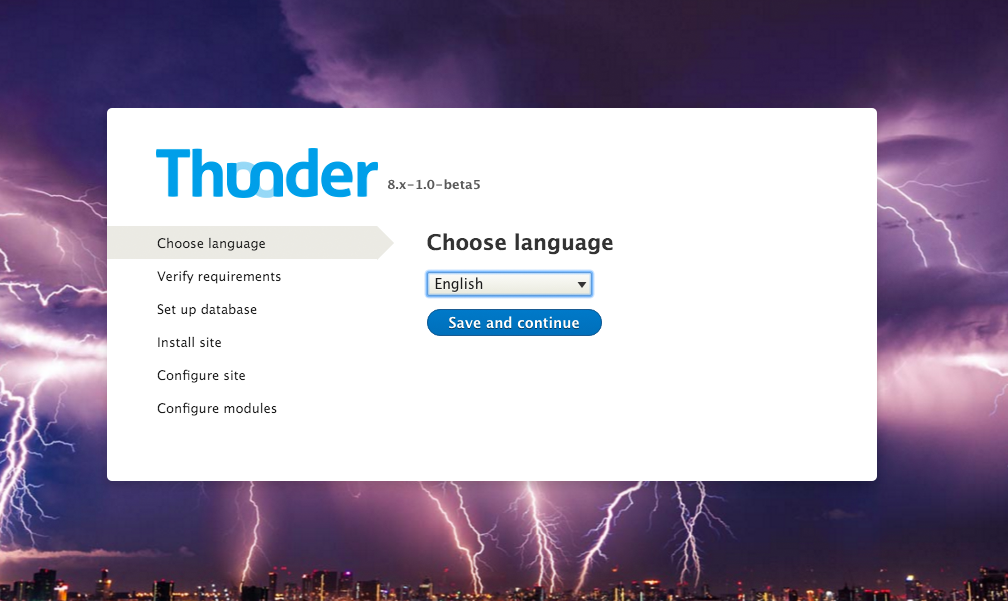 Thunder 8.x-1.0-beta5
Choose language
Verify requirements
Set up database
Install site
Configure site
Configure modules
Choose language
English
Save and continue